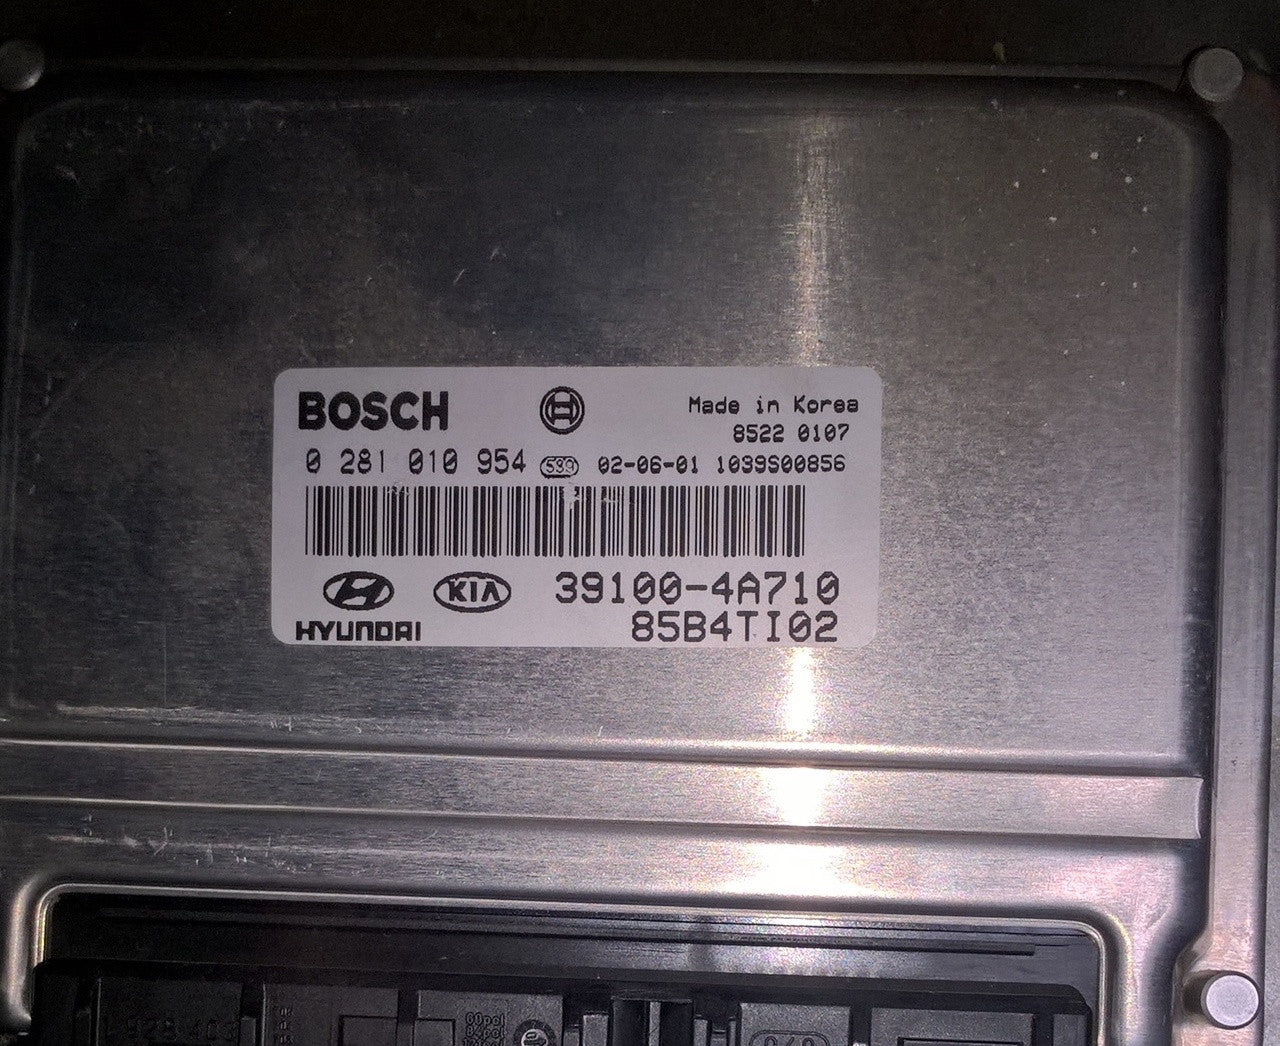 BOSCH
Made in Korea
8522 0107
0 281 010 954 589 02-06-01 1039S00856
KIA 39100-4A710
HYUNDAI 85B4TI02